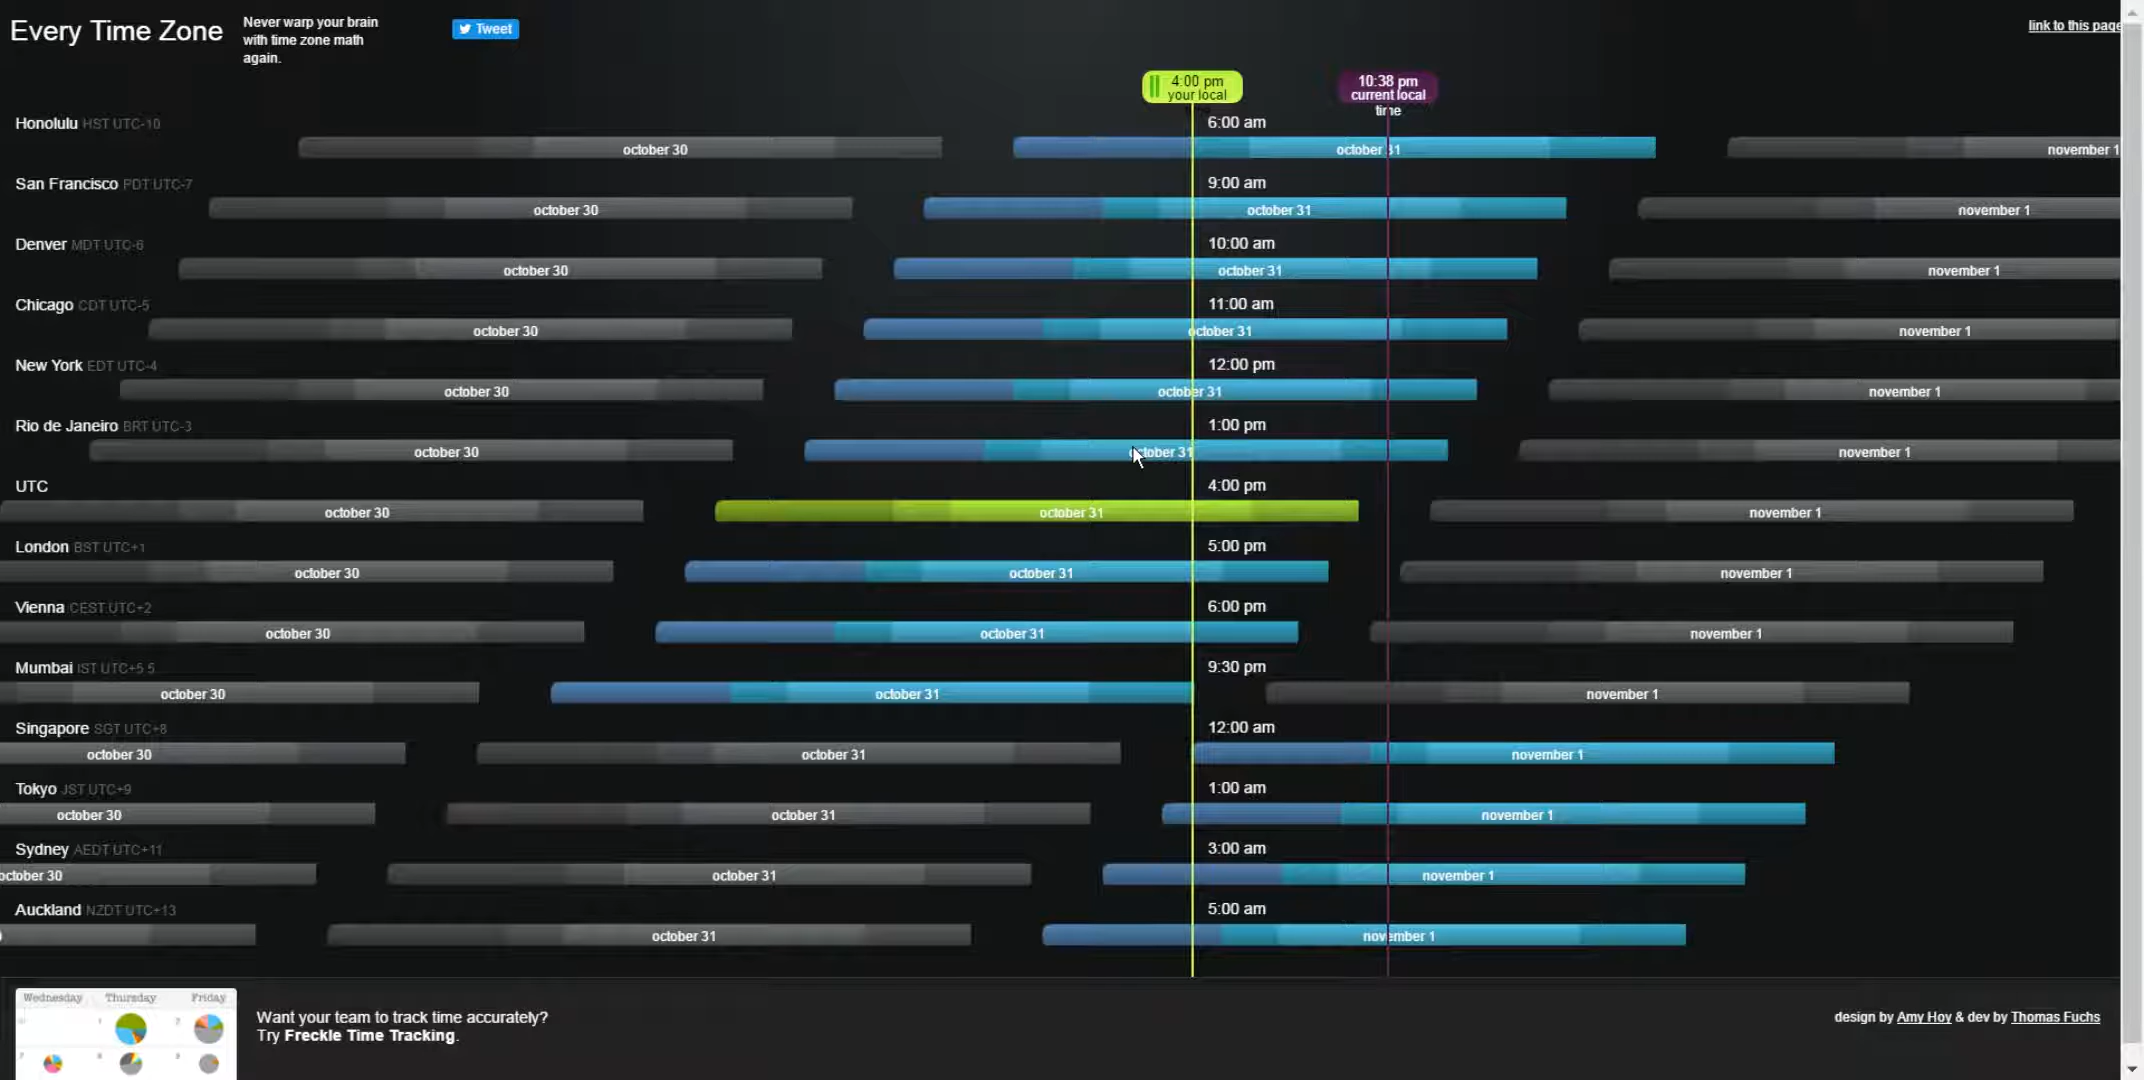 Every Time Zone
Never warp your brain
with time zone math
again.
Tweet
link to this page
4:00 pm
your local
10:38 pm
current local
time
Honolulu HST UTC-10
6:00 am
october 30
october 31
november 1
San Francisco PDT UTC-7
9:00 am
october 30
october 31
november 1
Denver MDT UTC-6
10:00 am
october 30
october 31
november 1
Chicago CDT UTC-5
11:00 am
october 30
october 31
november 1
New York EDT UTC-4
12:00 pm
october 30
october 31
november 1
Rio de Janeiro BRT UTC-3
1:00 pm
october 30
october 31
november 1
UTC
4:00 pm
october 30
october 31
november 1
London BST UTC+1
5:00 pm
october 30
october 31
november 1
Vienna CEST UTC+2
6:00 pm
october 30
october 31
november 1
Mumbai IST UTC+5.5
9:30 pm
october 30
october 31
november 1
Singapore SGT UTC+8
12:00 am
october 30
october 31
november 1
Tokyo JST UTC+9
1:00 am
october 30
october 31
november 1
Sydney AEDT UTC+11
3:00 am
october 30
october 31
november 1
Auckland NZDT UTC+13
5:00 am
october 31
november 1
Wednesday Thursday Friday
Want your team to track time accurately?
Try Freckle Time Tracking.
design by Amy Hoy & dev by Thomas Fuchs